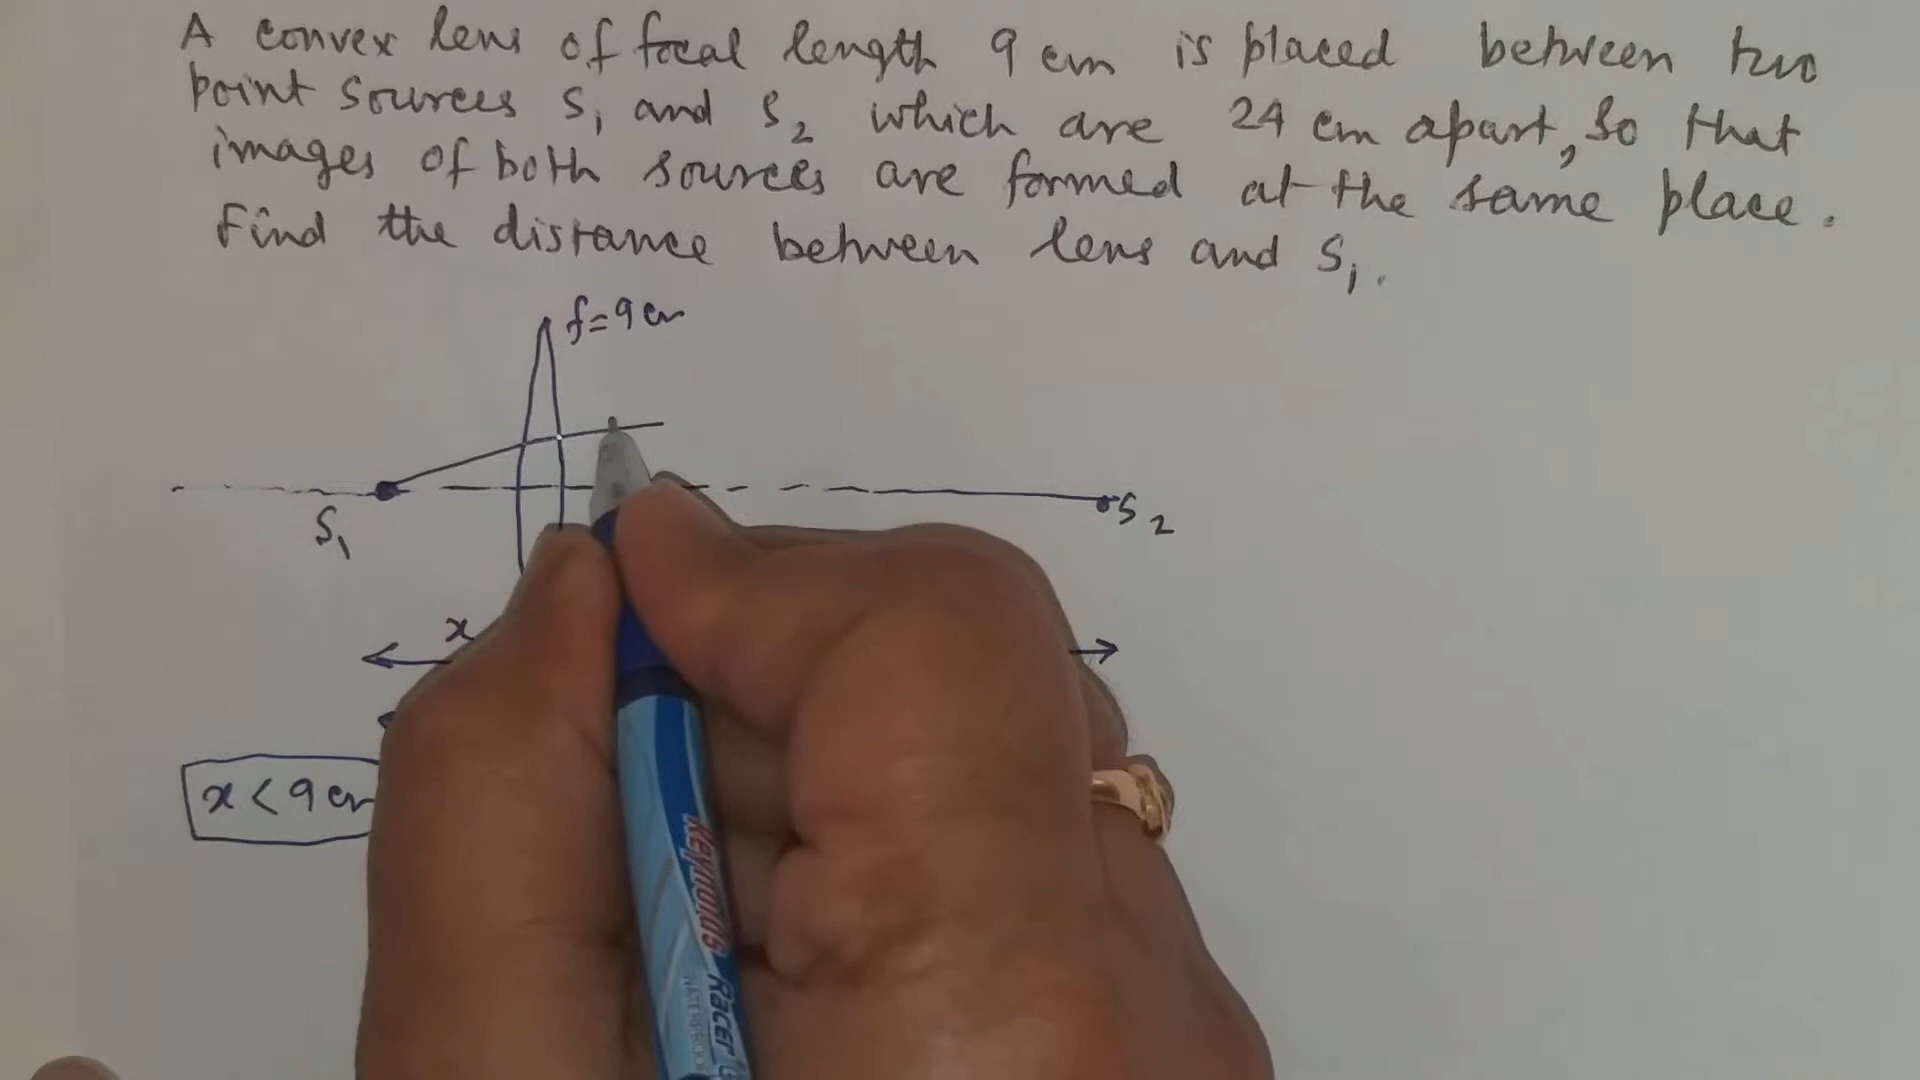 A convex lens of focal length 9 cm is placed between two
point sources S₁ and S₂ which are 24 cm apart, so that
images of both sources are formed at the same place.
Find the distance between lens and S₁.
f=9cm
S₁
S₂
x
x<9cm
Reynolds Racer